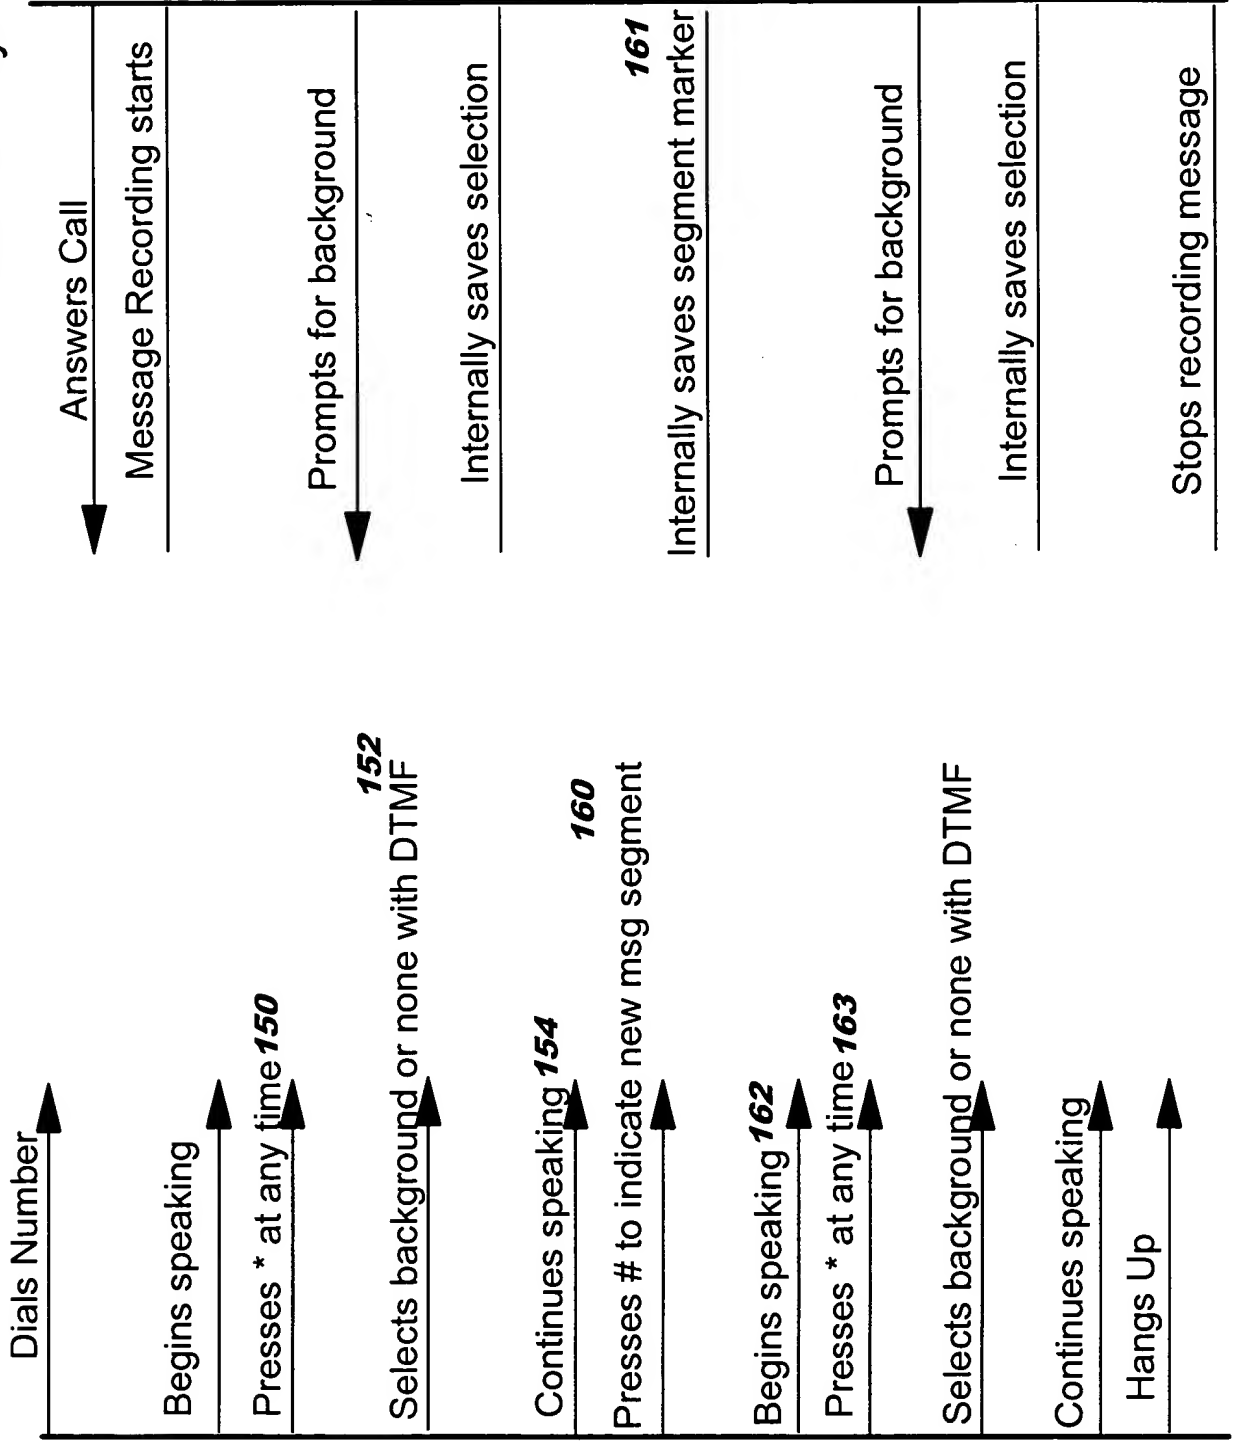 Dials Number
Answers Call
Message Recording starts
Begins speaking
Presses * at any time 150
Prompts for background
152
Selects background or none with DTMF
Internally saves selection
Continues speaking 154
160
Presses # to indicate new msg segment
161
Internally saves segment marker
Begins speaking 162
Presses * at any time 163
Prompts for background
Selects background or none with DTMF
Internally saves selection
Continues speaking
Hangs Up
Stops recording message